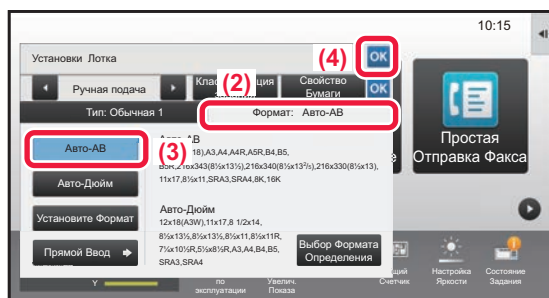 10:15
Установки Лотка
(4)
OK
Ручная подача
(2)
Свойство
Бумаги
OK
Тип: Обычная 1
Формат: Авто-AB
Авто-AB
(3)
A3,A4,A4R,A5R,B4,B5,
216x343(8½x13½),216x340(8½x13²/₅),216x330(8½x13),
11x17,8½x11,SRA3,SRA4,8K,16K
Авто-Дюйм
Авто-Дюйм
12x18(A3W),11x17,8 1/2x14,
8½x13½,8½x13½,8½x11,8½x11R,
7¼x10½R,5½x8½R,A3,A4,B4,B5,
SRA3,SRA4
Установите Формат
Прямой Ввод
Выбор Формата
Определения
Простая
Отправка Факса
Y
по
эксплуатации
Увелич.
Показа
Счетчик
Настройка
Яркости
Состояние
Задания